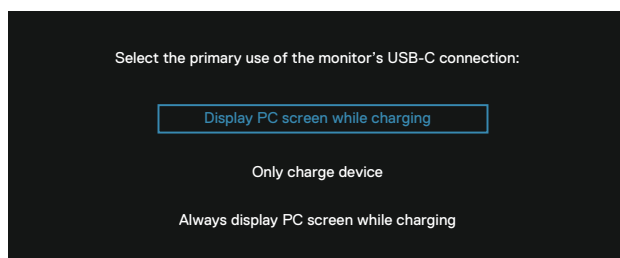 Select the primary use of the monitor’s USB-C connection:
Display PC screen while charging
Only charge device
Always display PC screen while charging